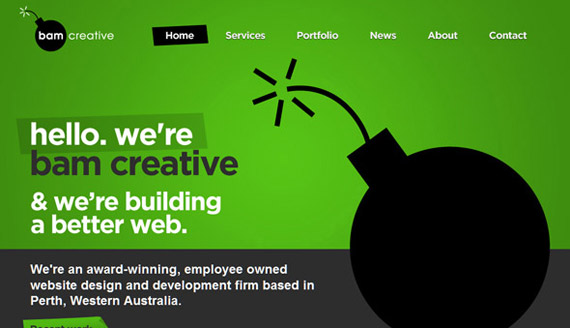 bam creative
Home Services Portfolio News About Contact
hello. we're
bam creative
& we're building
a better web.
We're an award-winning, employee owned
website design and development firm based in
Perth, Western Australia.
Recent work